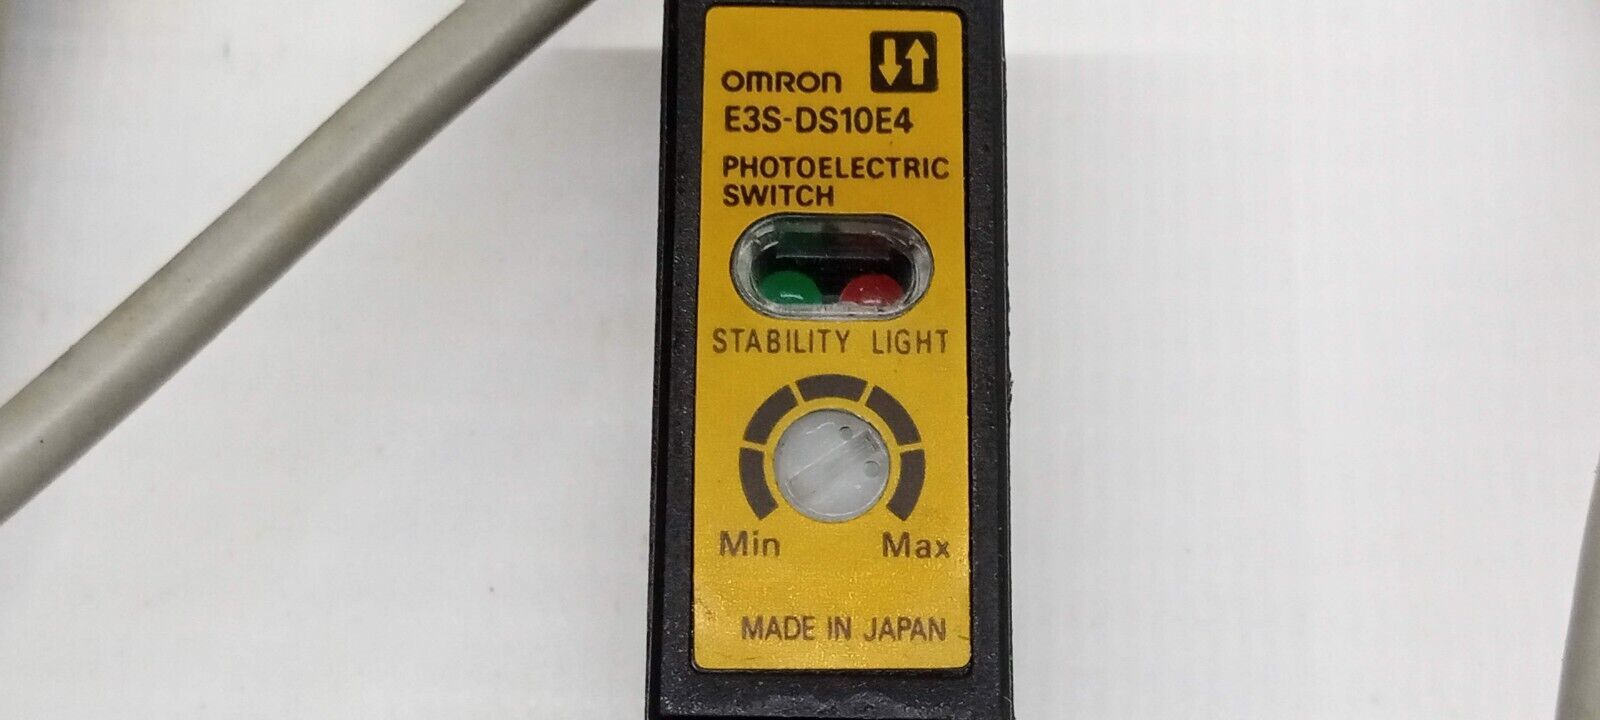 OMRON
E3S-DS10E4
PHOTOELECTRIC
SWITCH
STABILITY LIGHT
Min Max
MADE IN JAPAN